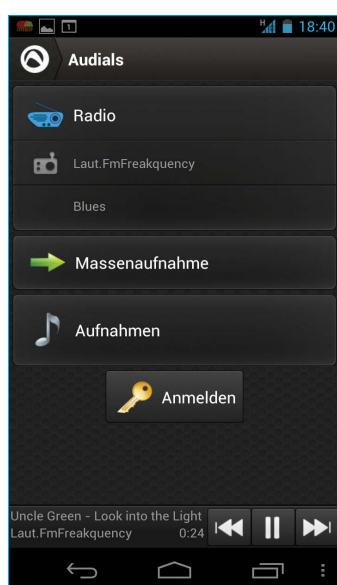 1
H
18:40
Audials
Radio
Laut.FmFreakquency
Blues
Massenaufnahme
Aufnahmen
Anmelden
Uncle Green - Look into the Light
Laut.FmFreakquency 0:24